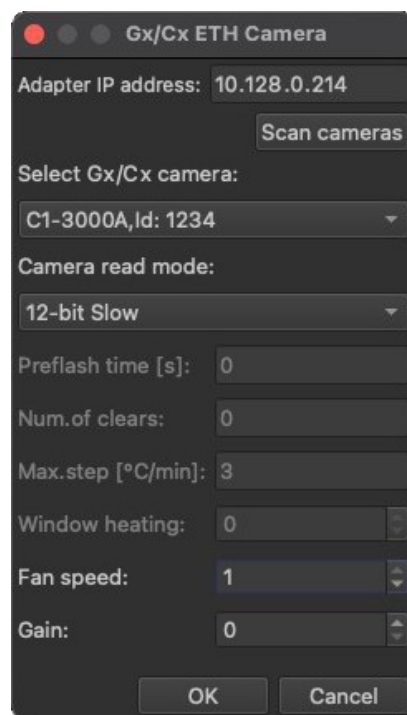 Gx/Cx ETH Camera
Adapter IP address: 10.128.0.214
Scan cameras
Select Gx/Cx camera:
C1-3000A,Id: 1234
Camera read mode:
12-bit Slow
Preflash time [s]: 0
Num.of clears: 0
Max.step [°C/min]: 3
Window heating: 0
Fan speed: 1
Gain: 0
OK Cancel